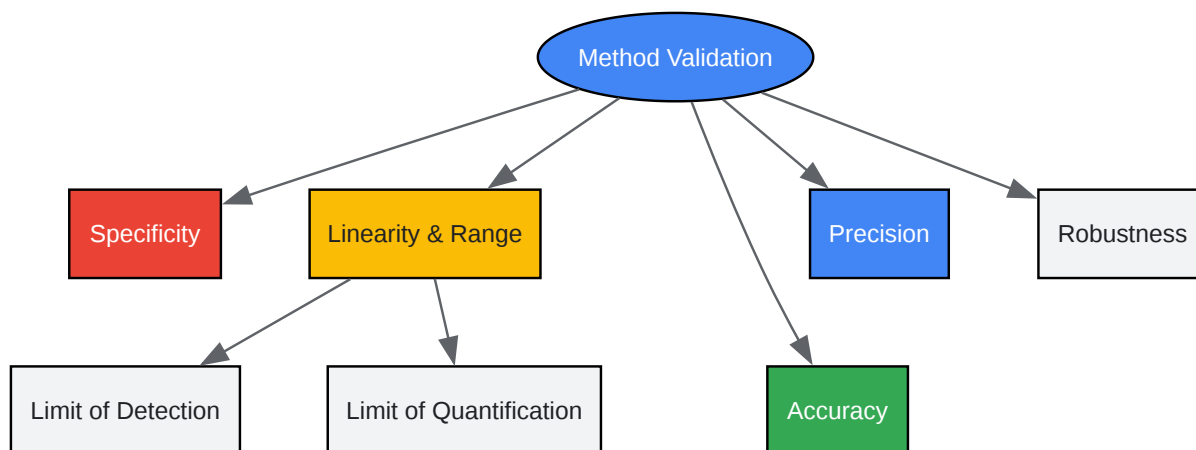 Method Validation
Specificity
Linearity & Range
Precision
Robustness
Limit of Detection
Limit of Quantification
Accuracy